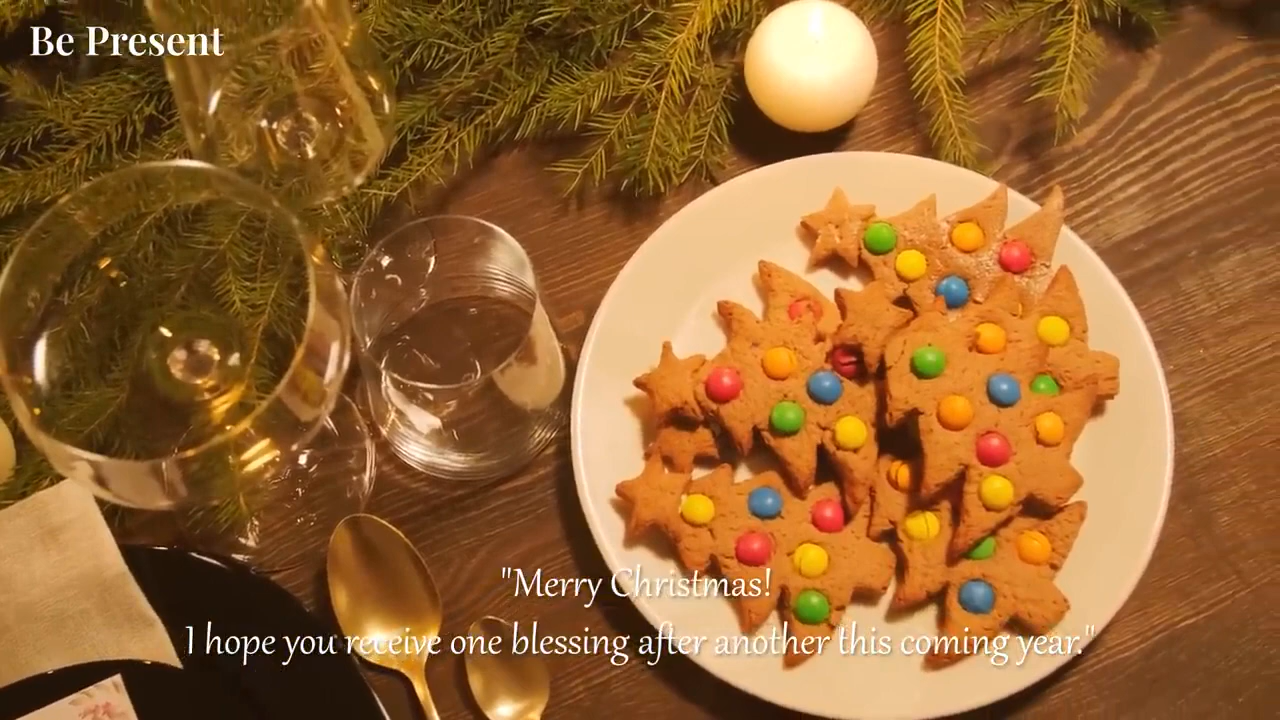 Be Present
"Merry Christmas!
I hope you receive one blessing after another this coming year."